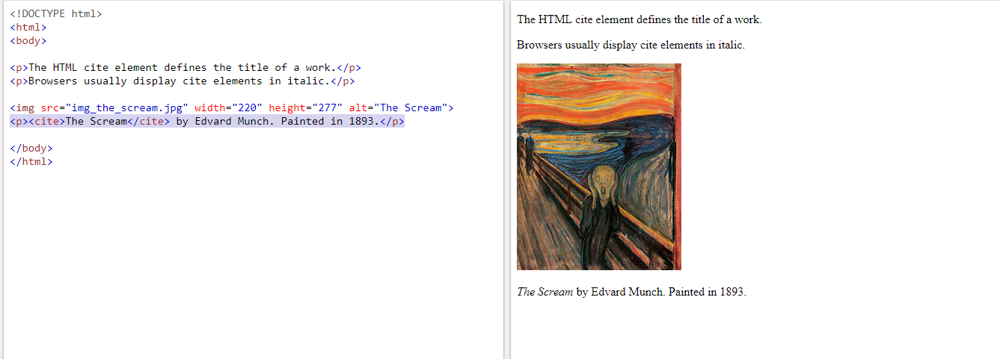 <!DOCTYPE html>
<html>
<body>
<p>The HTML cite element defines the title of a work.</p>
<p>Browsers usually display cite elements in italic.</p>
<img src="img_the_scream.jpg" width="220" height="277" alt="The Scream">
<p><cite>The Scream</cite> by Edvard Munch. Painted in 1893.</p>
</body>
</html>
The HTML cite element defines the title of a work.
Browsers usually display cite elements in italic.
The Scream by Edvard Munch. Painted in 1893.